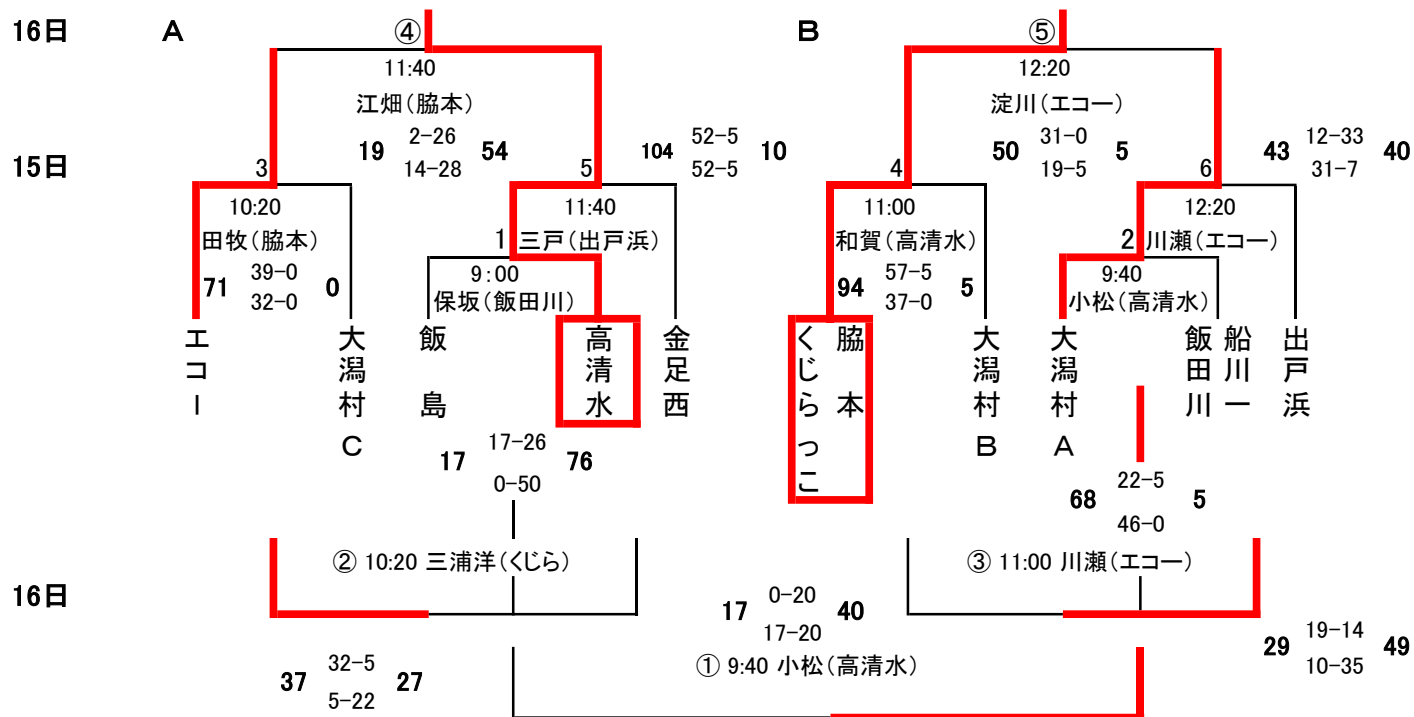 16日 A ④ B ⑤
11:40 12:20
江畑（脇本） 淀川（エコー）
2−26 52−5 31−0 12−33
15日 3 19 54 5 104 10 4 50 5 6 43 40
14−28 52−5 19−5 31−7
10:20 11:40 11:00 12:20
田牧（脇本） 1 三戸（出戸浜） 和賀（高清水） 2 川瀬（エコー）
39−0 9：00 57−5 9:40
71 0 保坂（飯田川） 94 5 小松（高清水）
32−0 37−0
エコー
大潟村C
飯島
高清水
金足西
くじらっこ
脇本
大潟村B
大潟村A
飯田川
船川一
出戸浜
17−26
17 76
0−50
22−5
68 5
46−0
② 10:20 三浦洋（くじら） ③ 11:00 川瀬（エコー）
16日
0−20
17 40
17−20
① 9:40 小松（高清水）
32−5
37 27
5−22
19−14
29 49
10−35